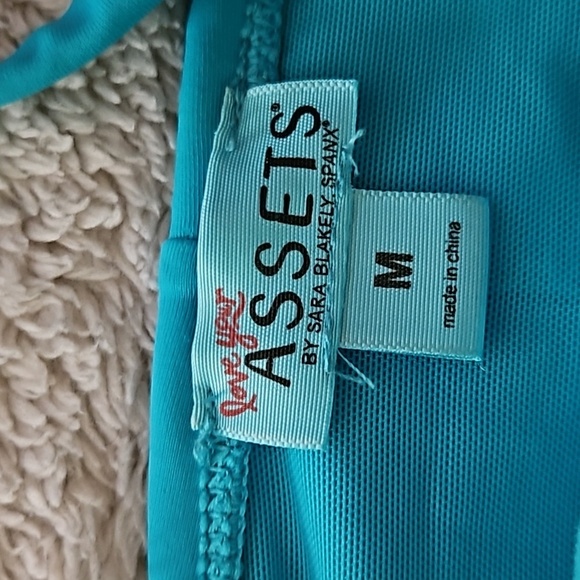 love your
ASSETS®
BY SARA BLAKELY SPANX®
M
made in china